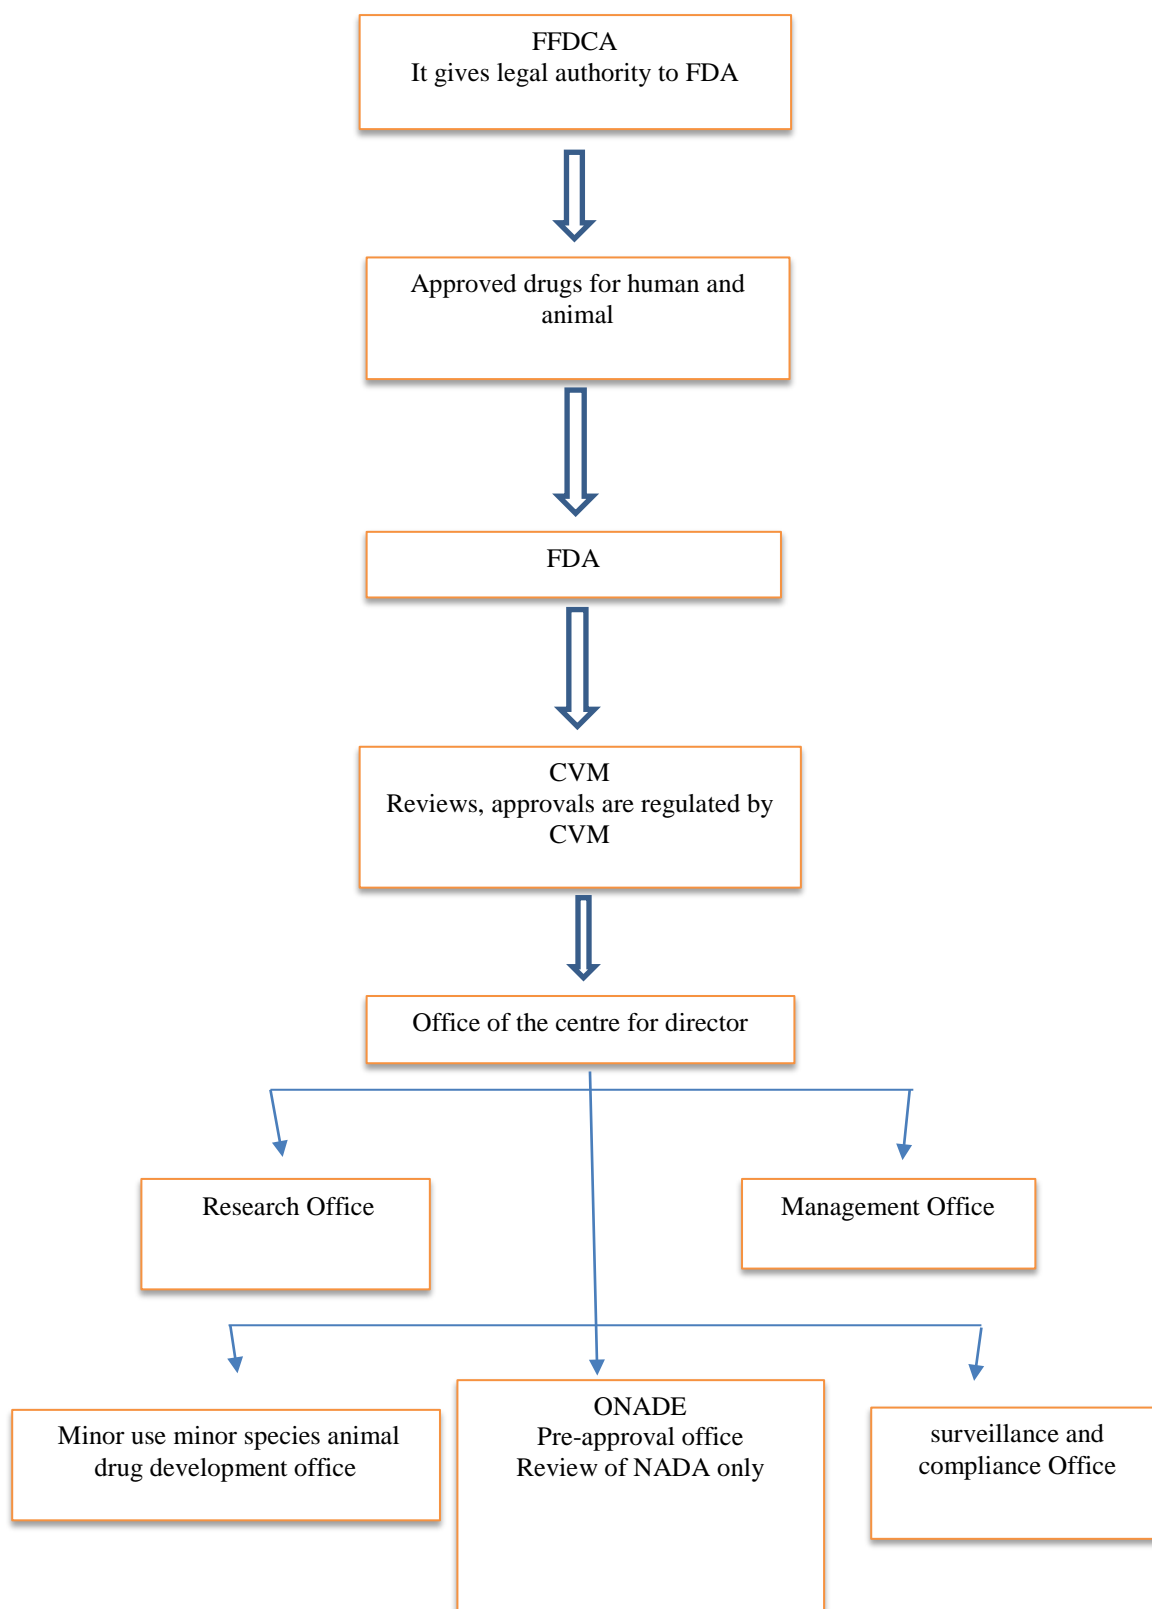 FFDCA
It gives legal authority to FDA
Approved drugs for human and
animal
FDA
CVM
Reviews, approvals are regulated by
CVM
Office of the centre for director
Research Office
Management Office
Minor use minor species animal
drug development office
ONADE
Pre-approval office
Review of NADA only
surveillance and
compliance Office